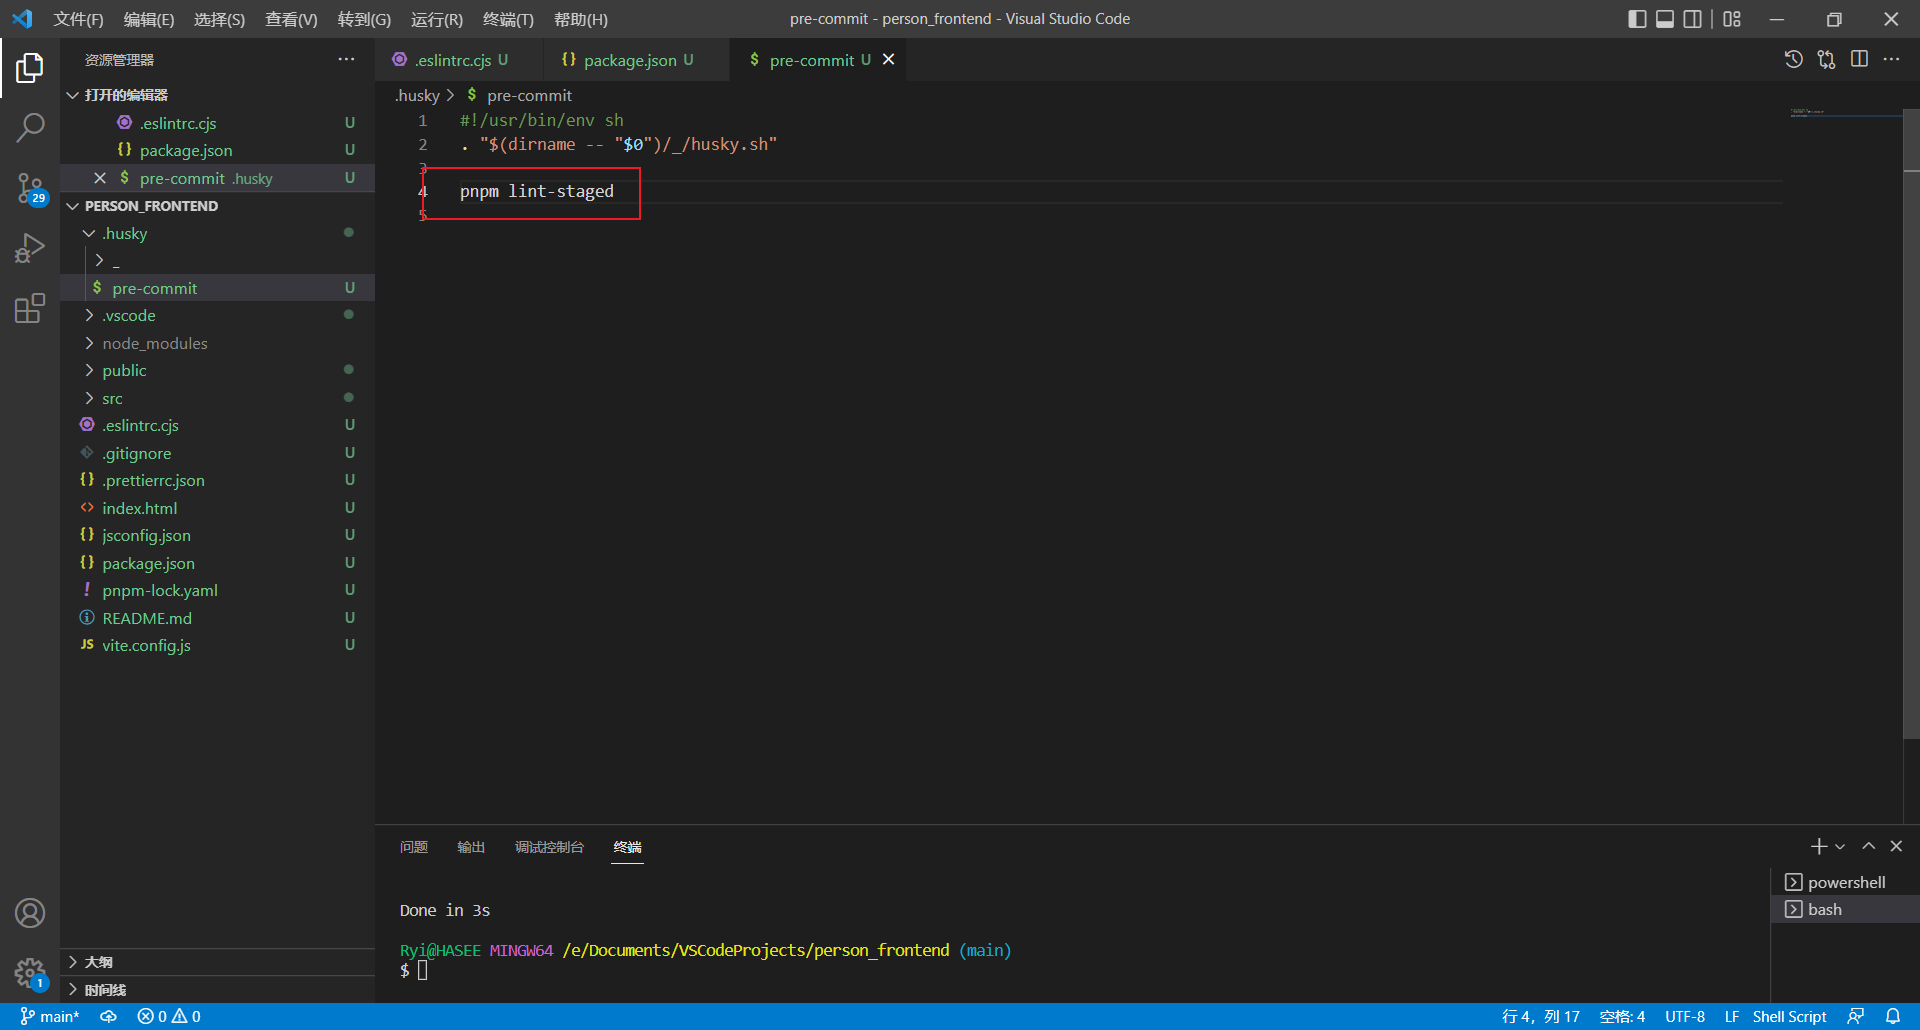 文件(F) 编辑(E) 选择(S) 查看(V) 转到(G) 运行(R) 终端(T) 帮助(H) pre-commit - person_frontend - Visual Studio Code
资源管理器
打开的编辑器
.eslintrc.cjs U
package.json U
pre-commit .husky U
PERSON_FRONTEND
.husky
_
pre-commit U
.vscode
node_modules
public
src
.eslintrc.cjs U
.gitignore U
.prettierrc.json U
index.html U
jsconfig.json U
package.json U
pnpm-lock.yaml U
README.md U
vite.config.js U
大纲
时间线
.eslintrc.cjs U package.json U pre-commit U
.husky > $ pre-commit
1 #!/usr/bin/env sh
2 . "$(dirname -- "$0")/_/husky.sh"
3
4 pnpm lint-staged
5
问题 输出 调试控制台 终端
Done in 3s
Ryi@HASEE MINGW64 /e/Documents/VSCodeProjects/person_frontend (main)
$
powershell
bash
29
1
main* 0 0 行 4, 列 17 空格: 4 UTF-8 LF Shell Script